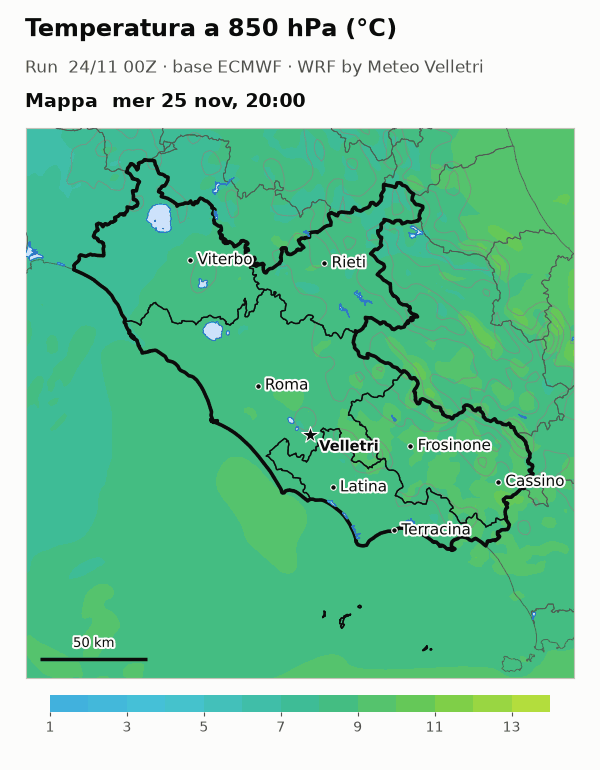 Temperatura a 850 hPa (°C)
Run  24/11 00Z · base ECMWF · WRF by Meteo Velletri
Mappa  mer 25 nov, 20:00
Viterbo
Rieti
Roma
Velletri
Frosinone
Cassino
Latina
Terracina
50 km
1 3 5 7 9 11 13